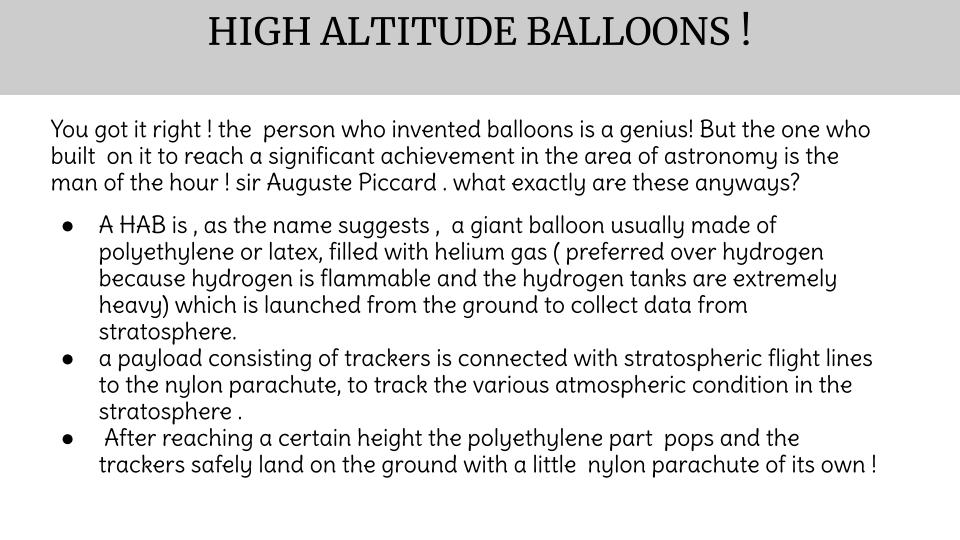 HIGH ALTITUDE BALLOONS !
You got it right ! the  person who invented balloons is a genius! But the one who
built  on it to reach a significant achievement in the area of astronomy is the
man of the hour ! sir Auguste Piccard . what exactly are these anyways?
● A HAB is , as the name suggests ,  a giant balloon usually made of
polyethylene or latex, filled with helium gas ( preferred over hydrogen
because hydrogen is flammable and the hydrogen tanks are extremely
heavy) which is launched from the ground to collect data from
stratosphere.
● a payload consisting of trackers is connected with stratospheric flight lines
to the nylon parachute, to track the various atmospheric condition in the
stratosphere .
●  After reaching a certain height the polyethylene part  pops and the
trackers safely land on the ground with a little  nylon parachute of its own !